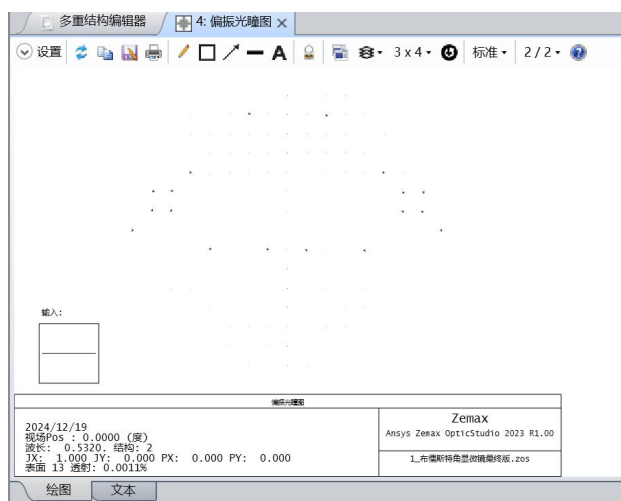 多重结构编辑器
4: 偏振光瞳图
设置
3 x 4
标准
2 / 2
输入:
偏振光瞳图
2024/12/19
视场Pos : 0.0000 (度)
波长: 0.5320. 结构: 2
JX: 1.000 JY: 0.000 PX: 0.000 PY: 0.000
表面 13 透射: 0.0011%
Zemax
Ansys Zemax OpticStudio 2023 R1.00
1_布儒斯特角显微镜最终版.zos
绘图
文本